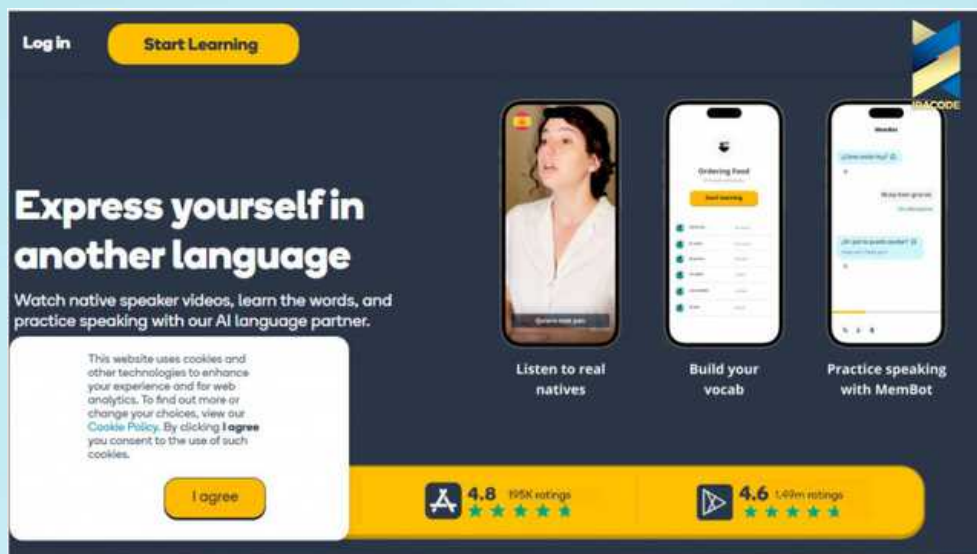 Log in
Start Learning
IRACODE
Express yourself in
another language
Watch native speaker videos, learn the words, and
practice speaking with our AI language partner.
Ordering Food
Start learning
MemBot
Listen to real
natives
Build your
vocab
Practice speaking
with MemBot
This website uses cookies and
other technologies to enhance
your experience and for web
analytics. To find out more or
change your choices, view our
Cookie Policy. By clicking I agree
you consent to the use of such
cookies.
I agree
4.8 195K ratings
4.6 1.49m ratings